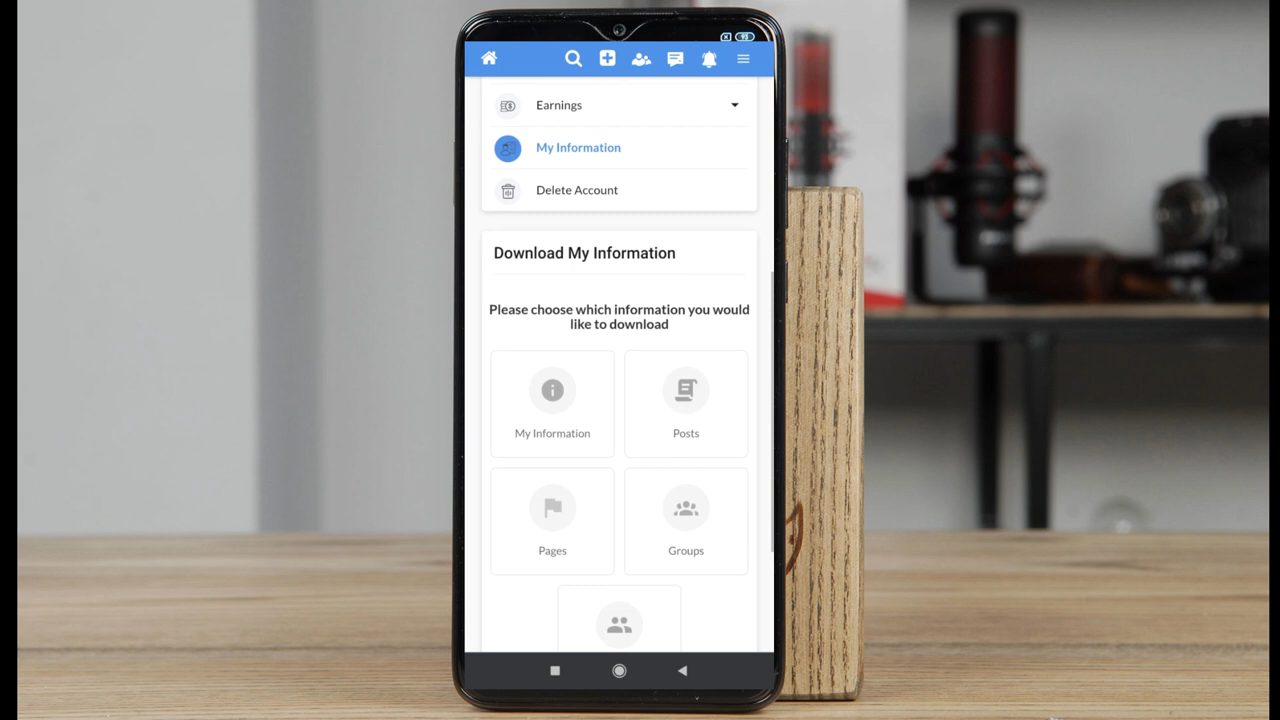 93
Earnings
My Information
Delete Account
Download My Information
Please choose which information you would
like to download
My Information
Posts
Pages
Groups